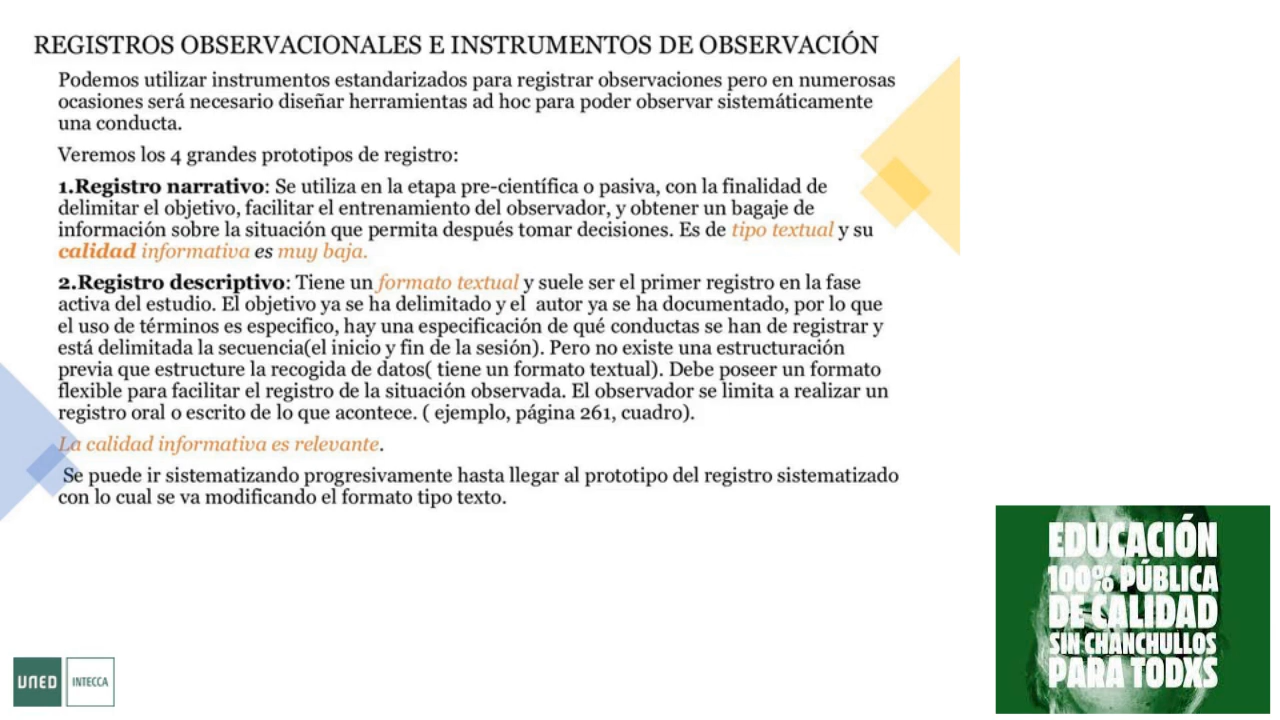 REGISTROS OBSERVACIONALES E INSTRUMENTOS DE OBSERVACIÓN
Podemos utilizar instrumentos estandarizados para registrar observaciones pero en numerosas
ocasiones será necesario diseñar herramientas ad hoc para poder observar sistemáticamente
una conducta.
Veremos los 4 grandes prototipos de registro:
1.Registro narrativo: Se utiliza en la etapa pre-científica o pasiva, con la finalidad de
delimitar el objetivo, facilitar el entrenamiento del observador, y obtener un bagaje de
información sobre la situación que permita después tomar decisiones. Es de tipo textual y su
calidad informativa es muy baja.
2.Registro descriptivo: Tiene un formato textual y suele ser el primer registro en la fase
activa del estudio. El objetivo ya se ha delimitado y el autor ya se ha documentado, por lo que
el uso de términos es especifico, hay una especificación de qué conductas se han de registrar y
está delimitada la secuencia(el inicio y fin de la sesión). Pero no existe una estructuración
previa que estructure la recogida de datos( tiene un formato textual). Debe poseer un formato
flexible para facilitar el registro de la situación observada. El observador se limita a realizar un
registro oral o escrito de lo que acontece. ( ejemplo, página 261, cuadro).
La calidad informativa es relevante.
Se puede ir sistematizando progresivamente hasta llegar al prototipo del registro sistematizado
con lo cual se va modificando el formato tipo texto.
EDUCACIÓN
100% PÚBLICA
DE CALIDAD
SIN CHANCHULLOS
PARA TODXS
UNED INTECCA